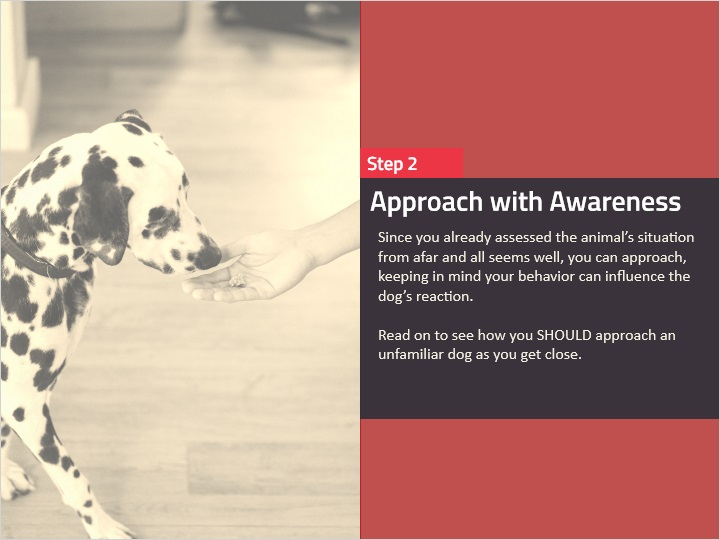 Step 2
Approach with Awareness
Since you already assessed the animal’s situation
from afar and all seems well, you can approach,
keeping in mind your behavior can influence the
dog’s reaction.
Read on to see how you SHOULD approach an
unfamiliar dog as you get close.